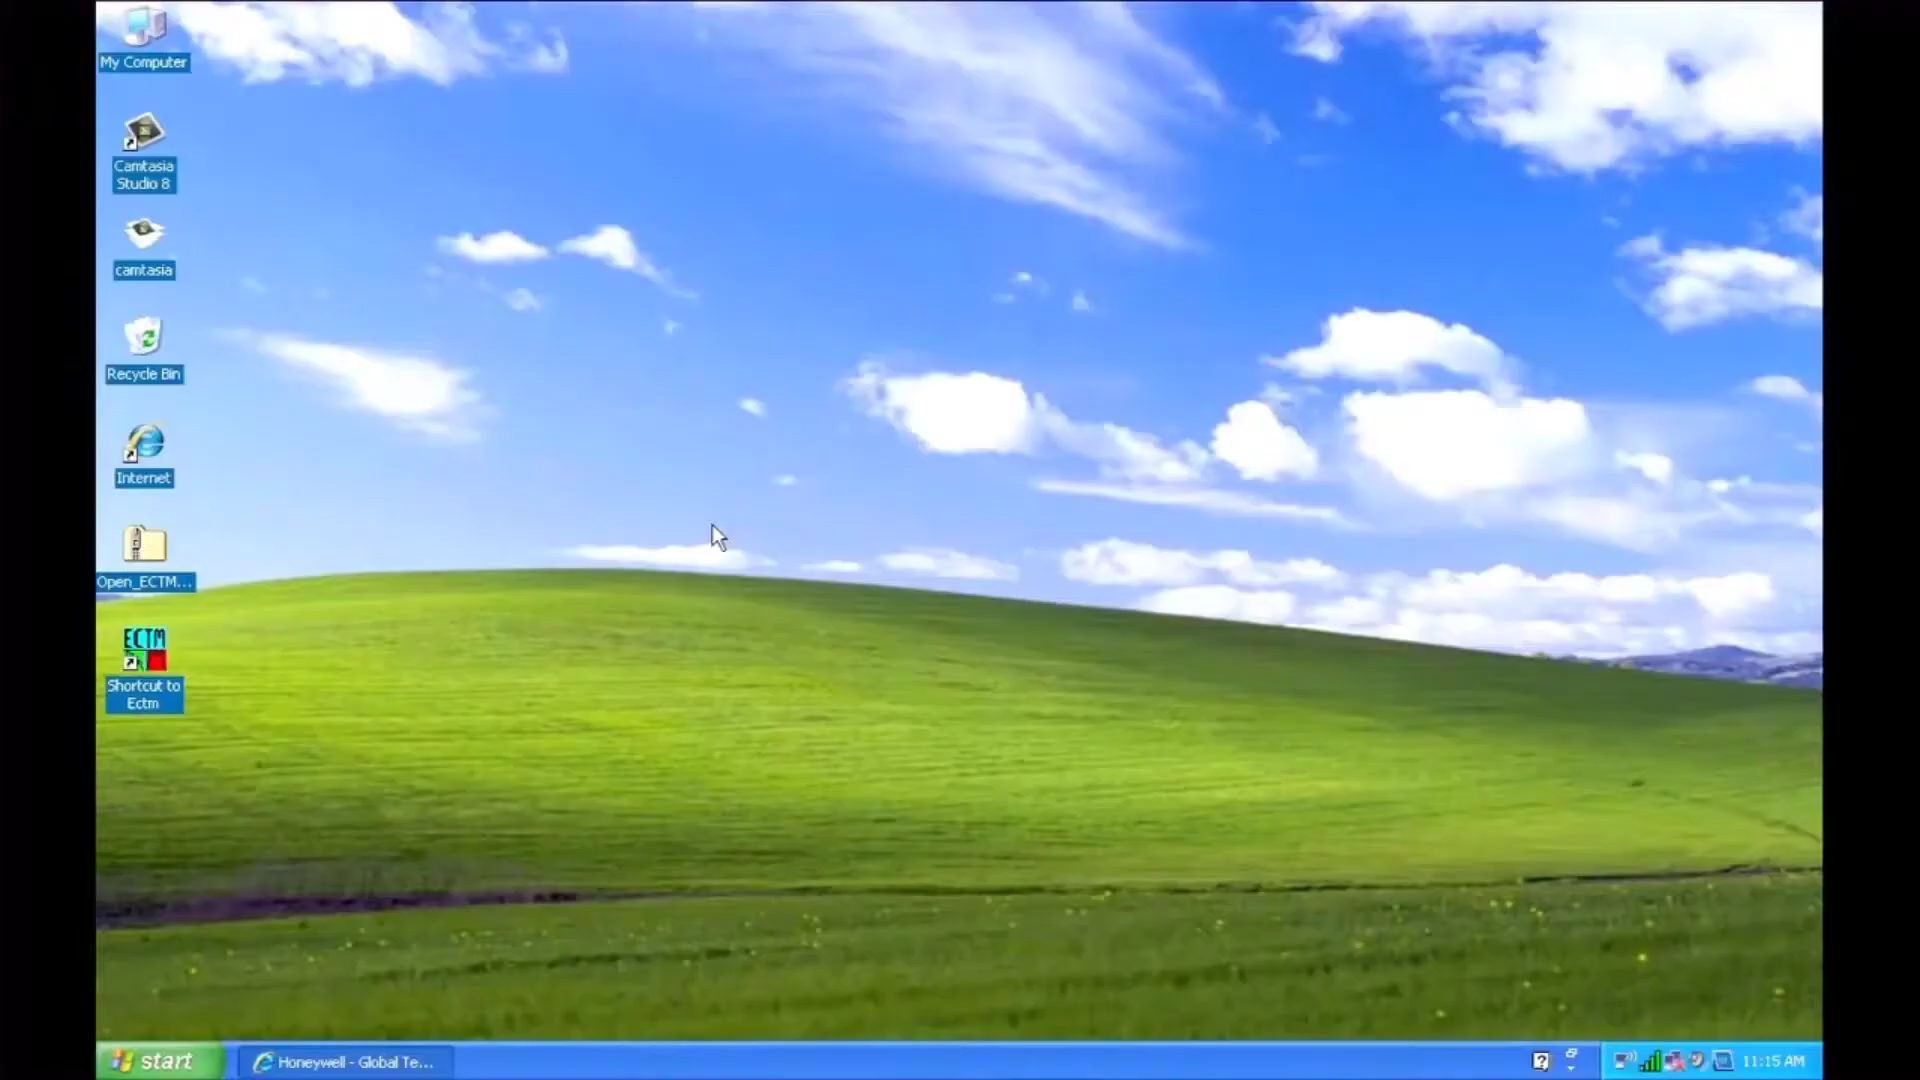 My Computer
Camtasia
Studio 8
camtasia
Recycle Bin
Internet
Open_ECTM...
ECTM
Shortcut to
Ectm
start
Honeywell - Global Te...
11:15 AM